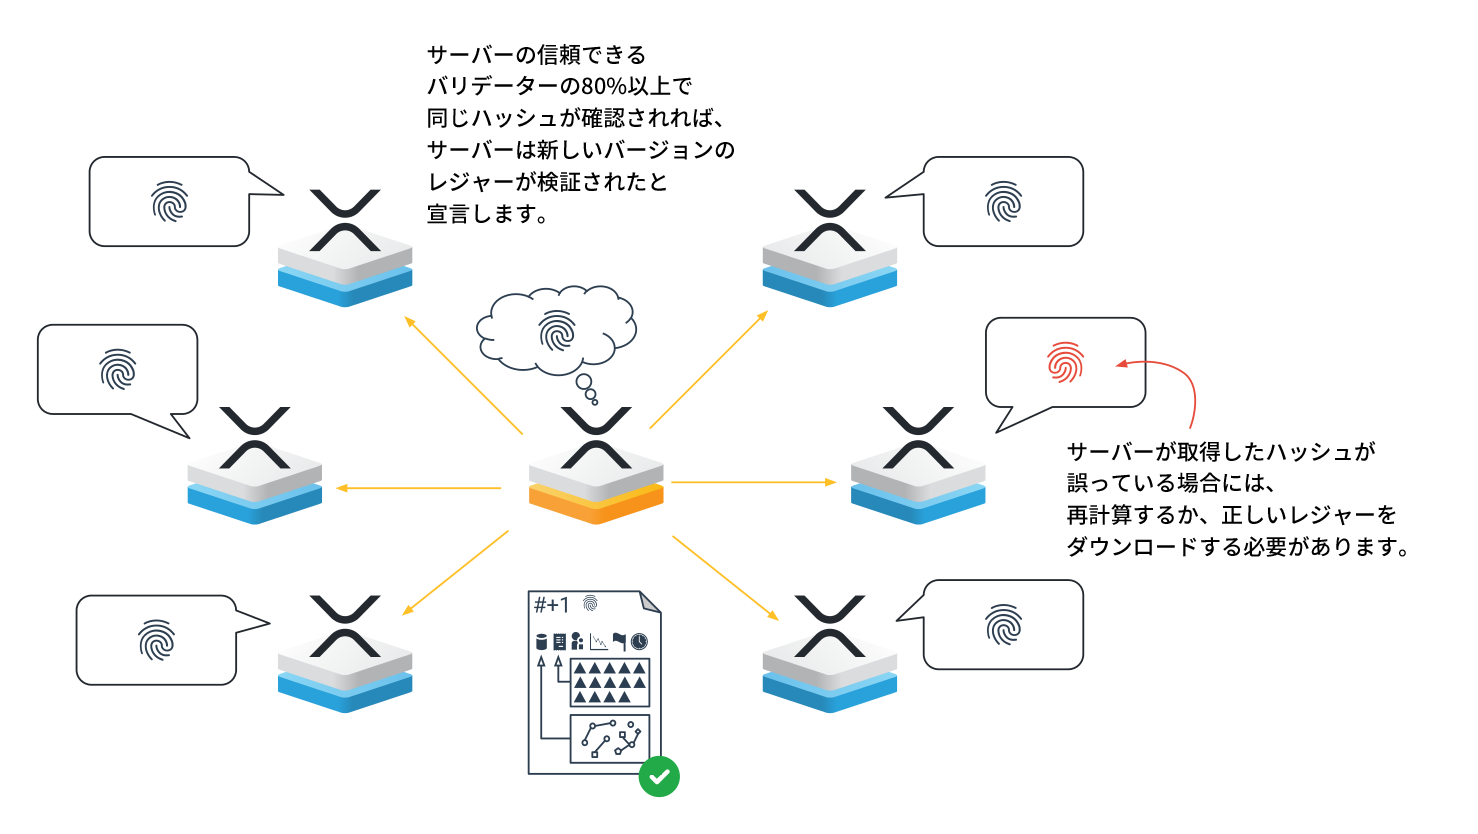 サーバーの信頼できる
バリデーターの80%以上で
同じハッシュが確認されれば、
サーバーは新しいバージョンの
レジャーが検証されたと
宣言します。
サーバーが取得したハッシュが
誤っている場合には、
再計算するか、正しいレジャーを
ダウンロードする必要があります。
#+1